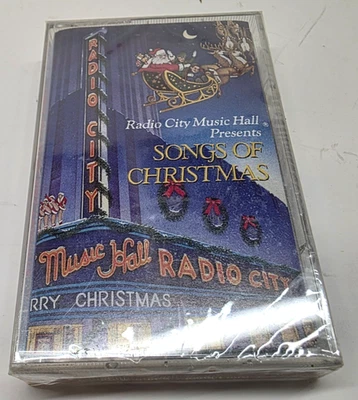 RADIO CITY
Radio City Music Hall
Presents
SONGS OF
CHRISTMAS
Music Hall
RADIO CITY
RRY CHRISTMAS